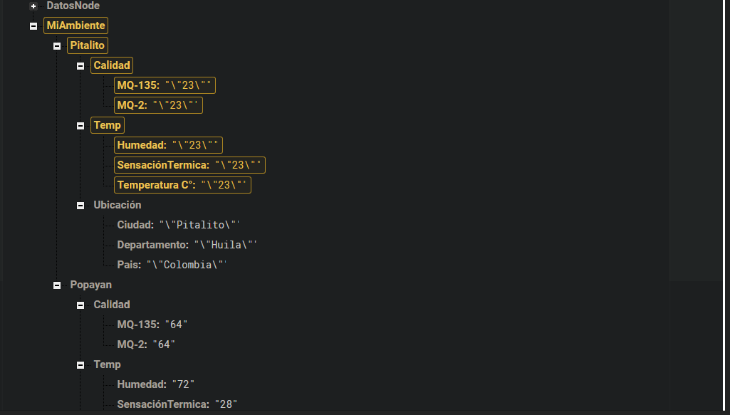 DatosNode
MiAmbiente
Pitalito
Calidad
MQ-135: "\"23\"'
MQ-2: "\"23\"'
Temp
Humedad: "\"23\"'
SensaciónTermica: "\"23\"'
Temperatura C°: "\"23\"'
Ubicación
Ciudad: "\"Pitalito\"'
Departamento: "\"Huila\"'
Pais: "\"Colombia\"'
Popayan
Calidad
MQ-135: "64"
MQ-2: "64"
Temp
Humedad: "72"
SensaciónTermica: "28"